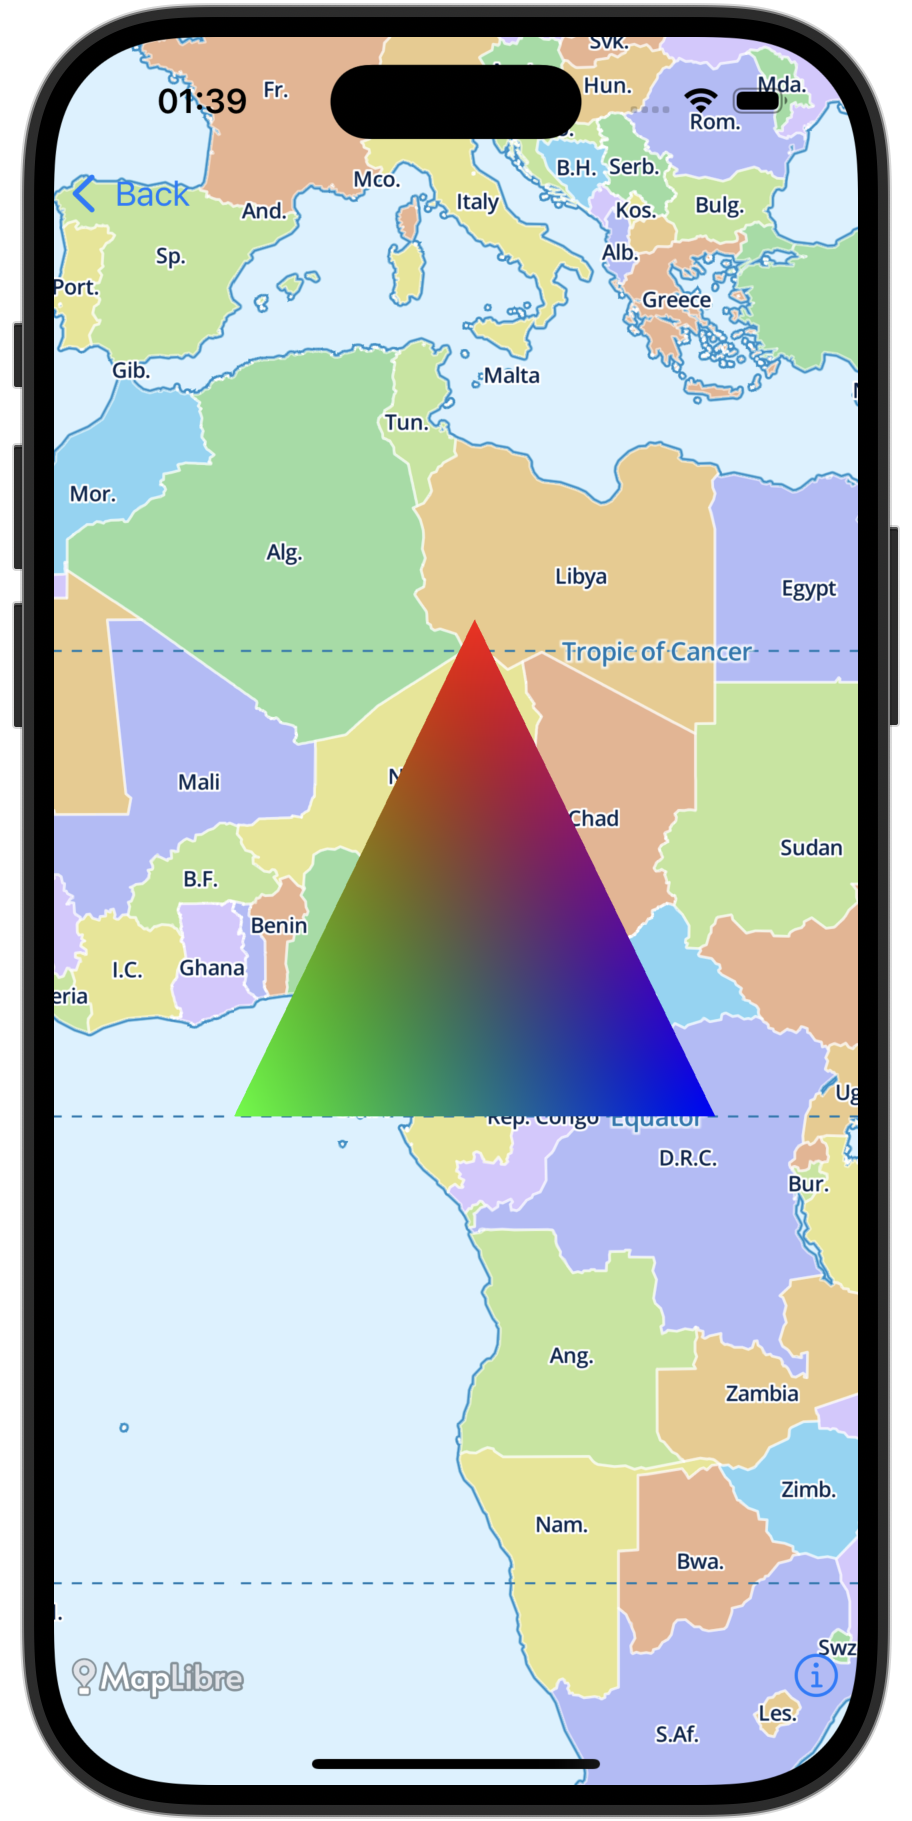 Svk.
Fr.
Hun.
Mda.
01:39
Rom.
B.H.
Serb.
Mco.
Back
Italy
And.
Kos.
Bulg.
Alb.
Sp.
Port.
Greece
Gib.
Malta
Tun.
Mor.
Alg.
Libya
Egypt
Tropic of Cancer
Mali
Chad
Sudan
B.F.
Benin
I.C.
Ghana
eria
Ug
Rep. Congo
Equator
D.R.C.
Bur.
Ang.
Zambia
Zimb.
Nam.
Bwa.
Swz
MapLibre
i
Les.
S.Af.